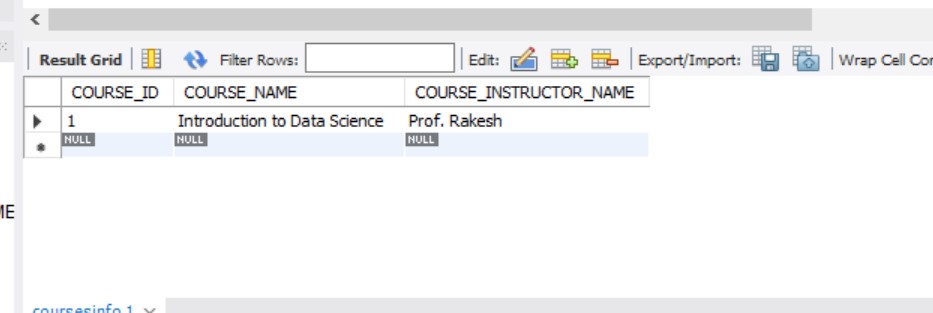 Result Grid Filter Rows: Edit: Export/Import: Wrap Cell Con
COURSE_ID COURSE_NAME COURSE_INSTRUCTOR_NAME
1 Introduction to Data Science Prof. Rakesh
NULL NULL NULL
ME
coursesinfo 1